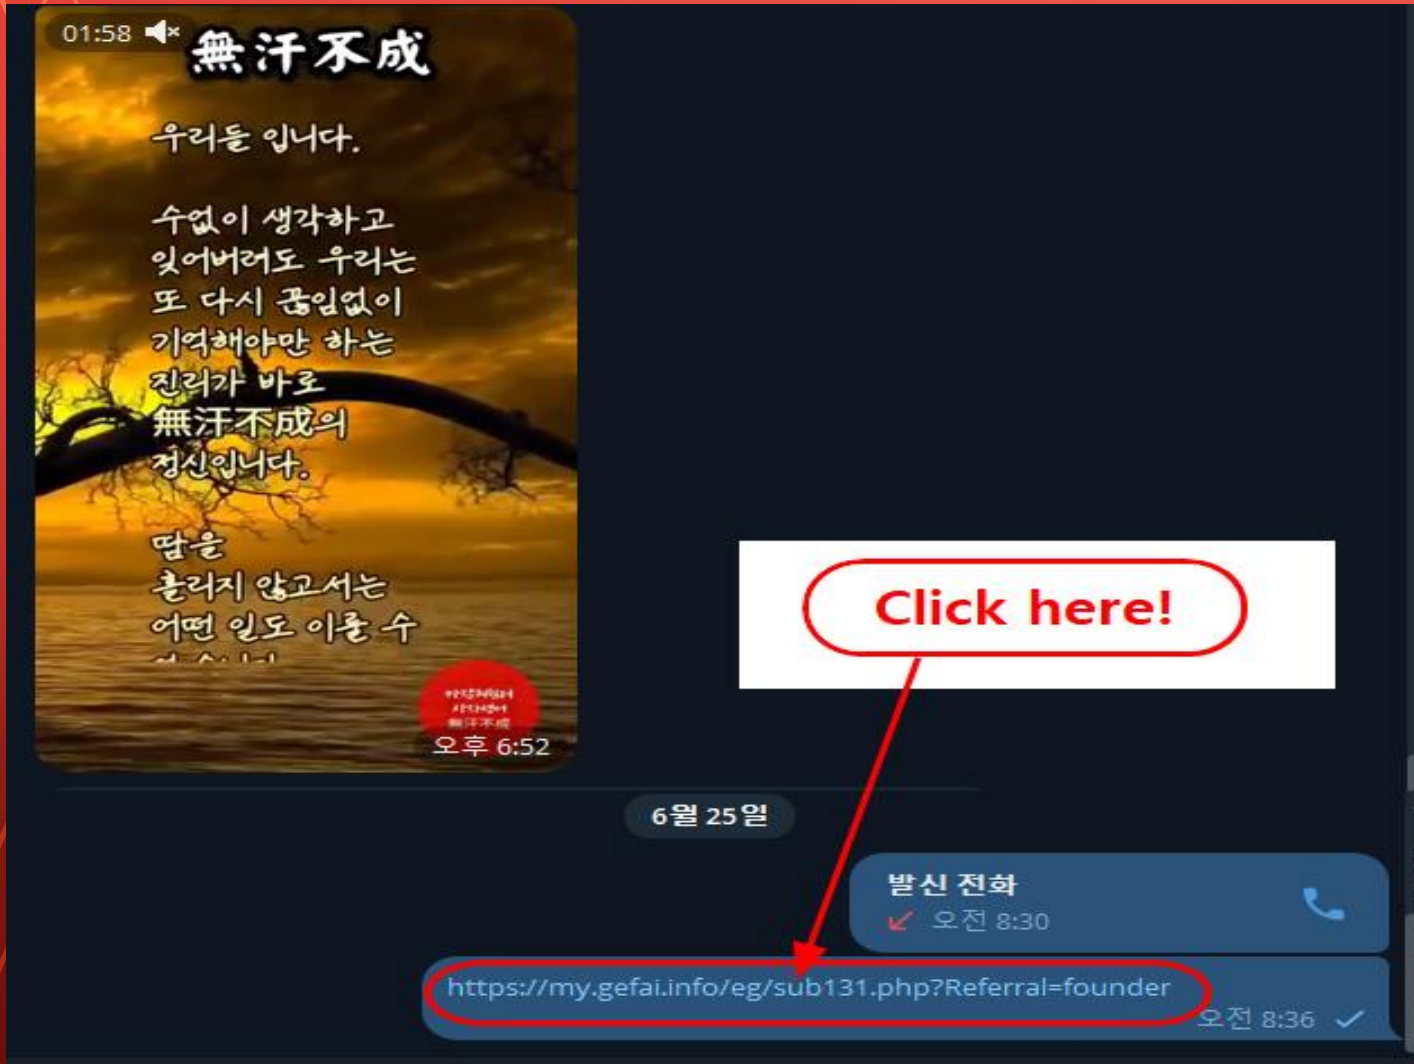 01:58
無汗不成
우리들 입니다.
수없이 생각하고
잊어버려도 우리는
또 다시 끊임없이
기억해야만 하는
진리가 바로
無汗不成의
정신입니다.
땀을
흘리지 않고서는
어떤 일도 이룰 수
無汗不成
오후 6:52
Click here!
6월 25일
발신 전화
오전 8:30
https://my.gefai.info/eg/sub131.php?Referral=founder
오전 8:36